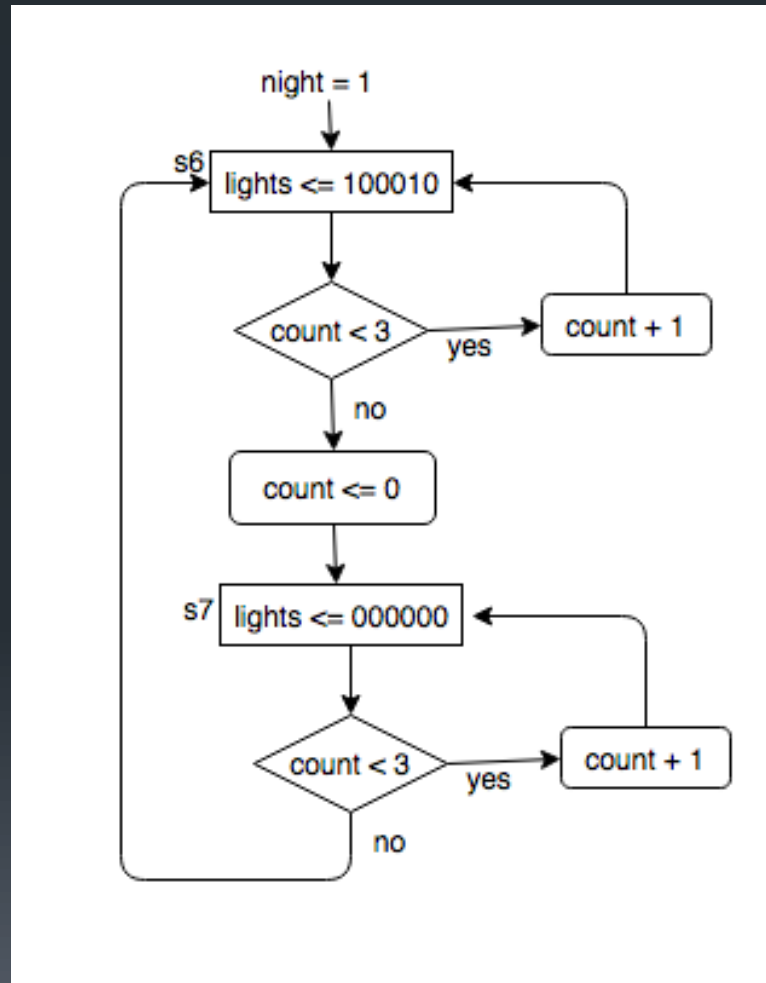 night = 1
s6
lights <= 100010
count < 3
yes
count + 1
no
count <= 0
s7
lights <= 000000
count < 3
yes
count + 1
no